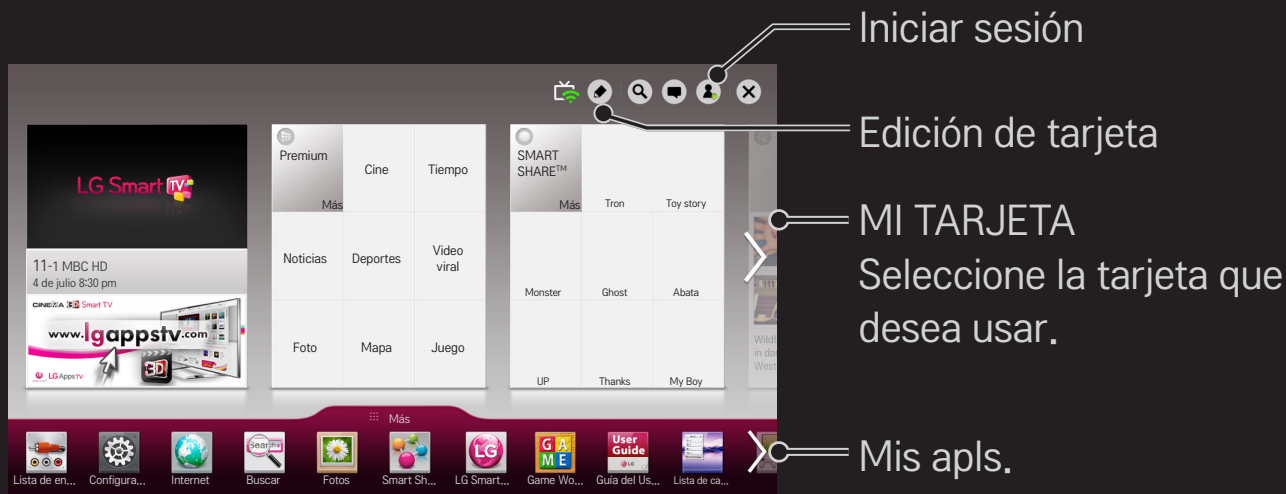 Iniciar sesión
Edición de tarjeta
MI TARJETA
Seleccione la tarjeta que
desea usar.
Mis apls.
LG Smart TV
11-1 MBC HD
4 de julio 8:30 pm
CINEMA 3D Smart TV
www.lgappstv.com
3D
LG Apps TV
Premium
Más
Cine
Tiempo
Noticias
Deportes
Video
viral
Foto
Mapa
Juego
SMART
SHARE™
Más
Tron
Toy story
Monster
Ghost
Abata
UP
Thanks
My Boy
in da
West
Más
Search
LG
GAME
User
Guide
LG
Lista de en...
Configura...
Internet
Buscar
Fotos
Smart Sh...
LG Smart...
Game Wo...
Guía del Us...
Lista de ca...